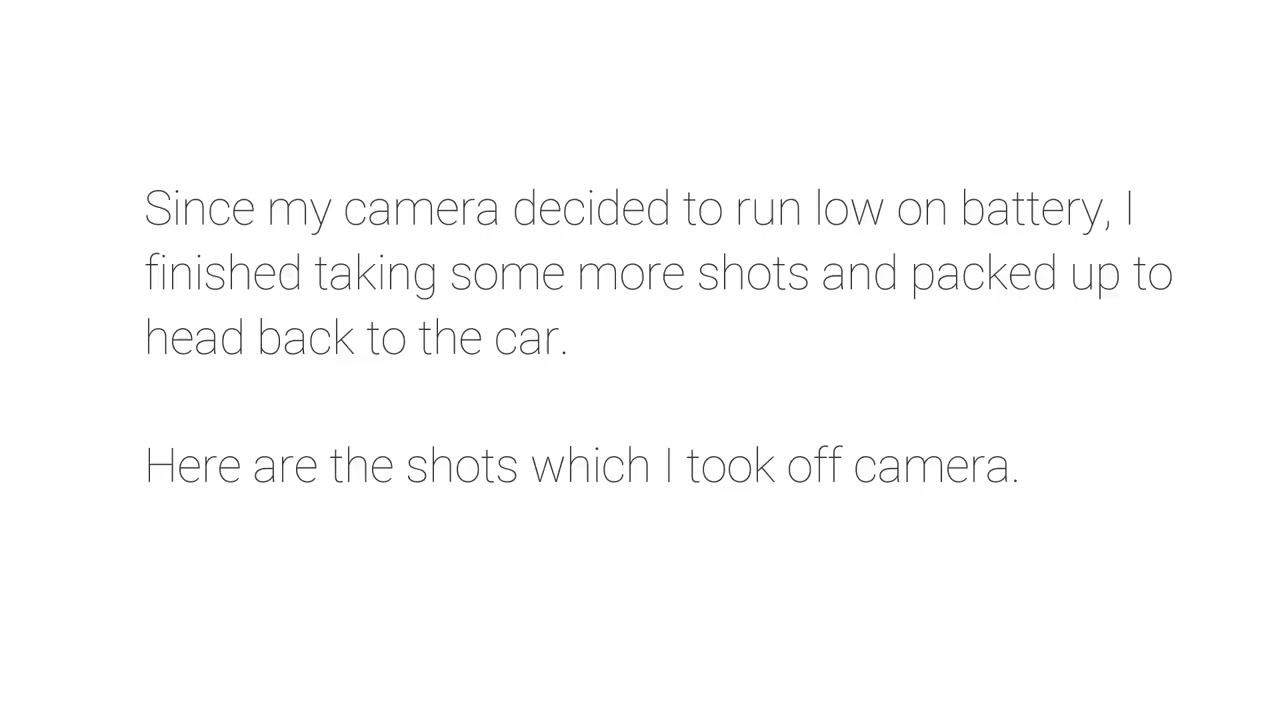 Since my camera decided to run low on battery, I
finished taking some more shots and packed up to
head back to the car.
Here are the shots which I took off camera.